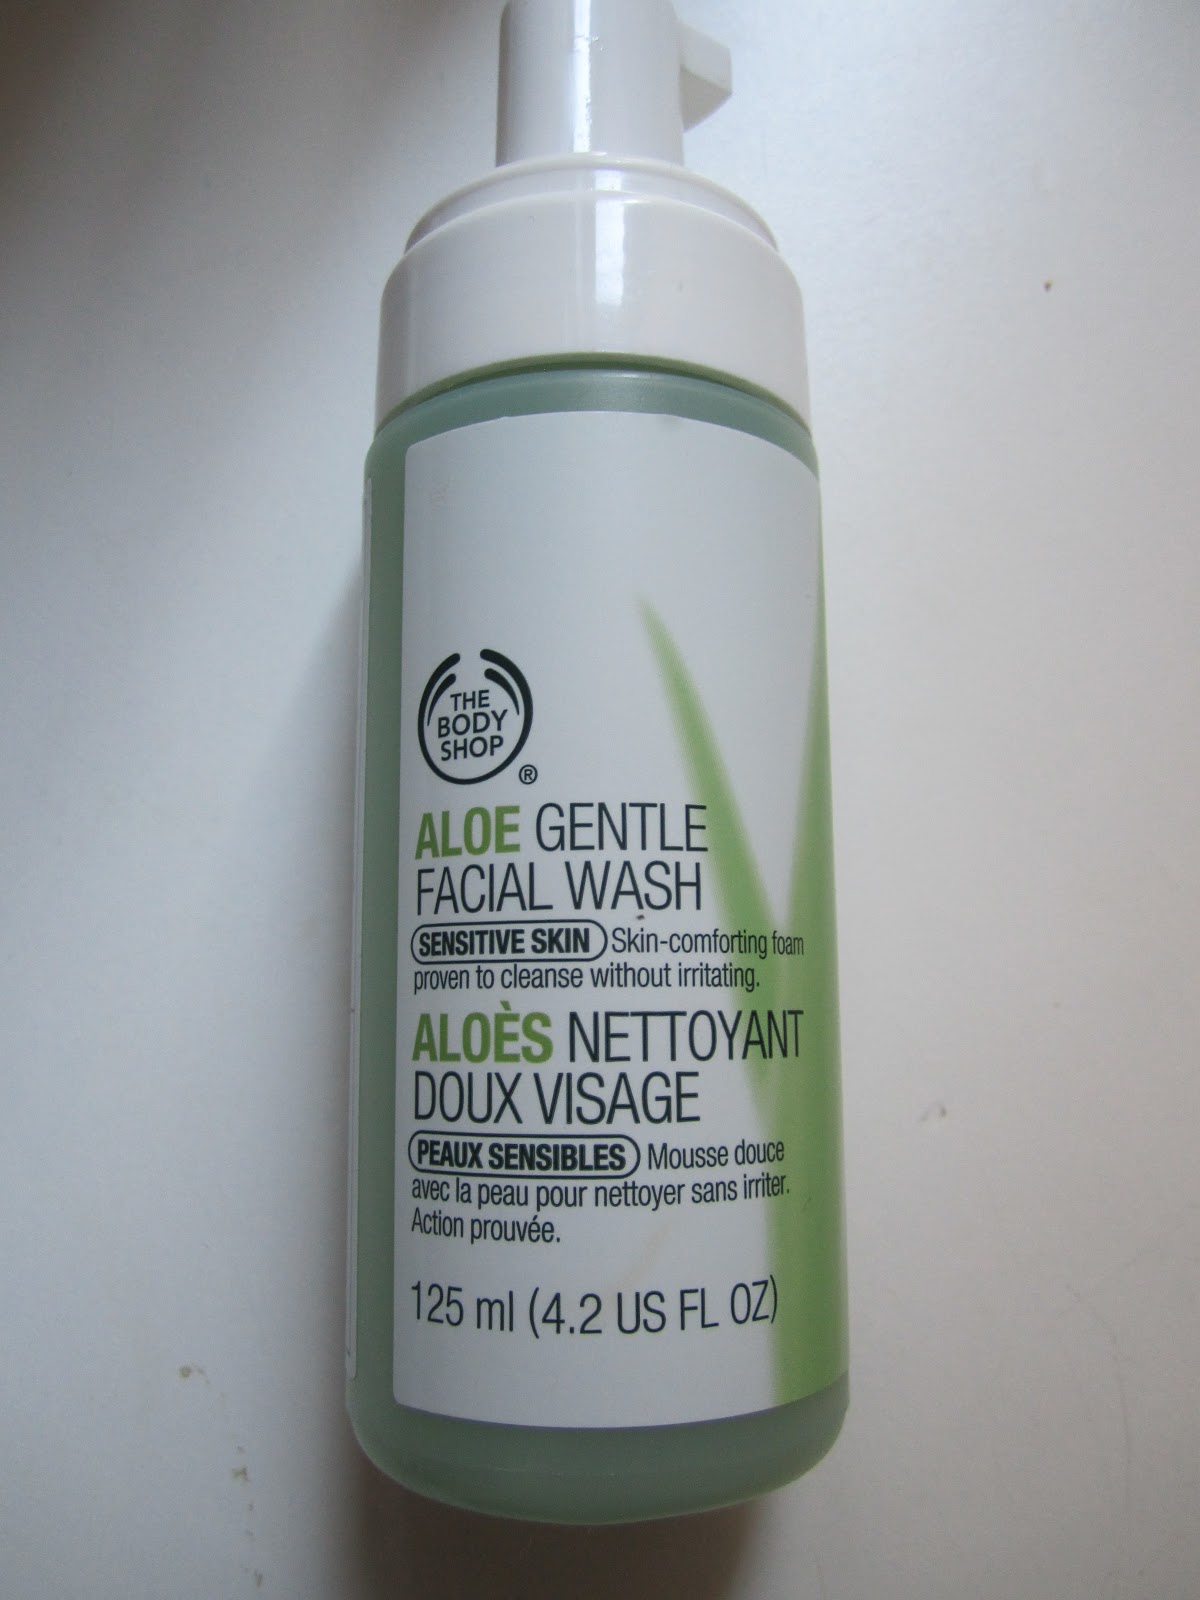 THE
BODY
SHOP
®
ALOE GENTLE
FACIAL WASH
SENSITIVE SKIN Skin-comforting foam
proven to cleanse without irritating.
ALOÈS NETTOYANT
DOUX VISAGE
PEAUX SENSIBLES Mousse douce
avec la peau pour nettoyer sans irriter.
Action prouvée.
125 ml (4.2 US FL OZ)